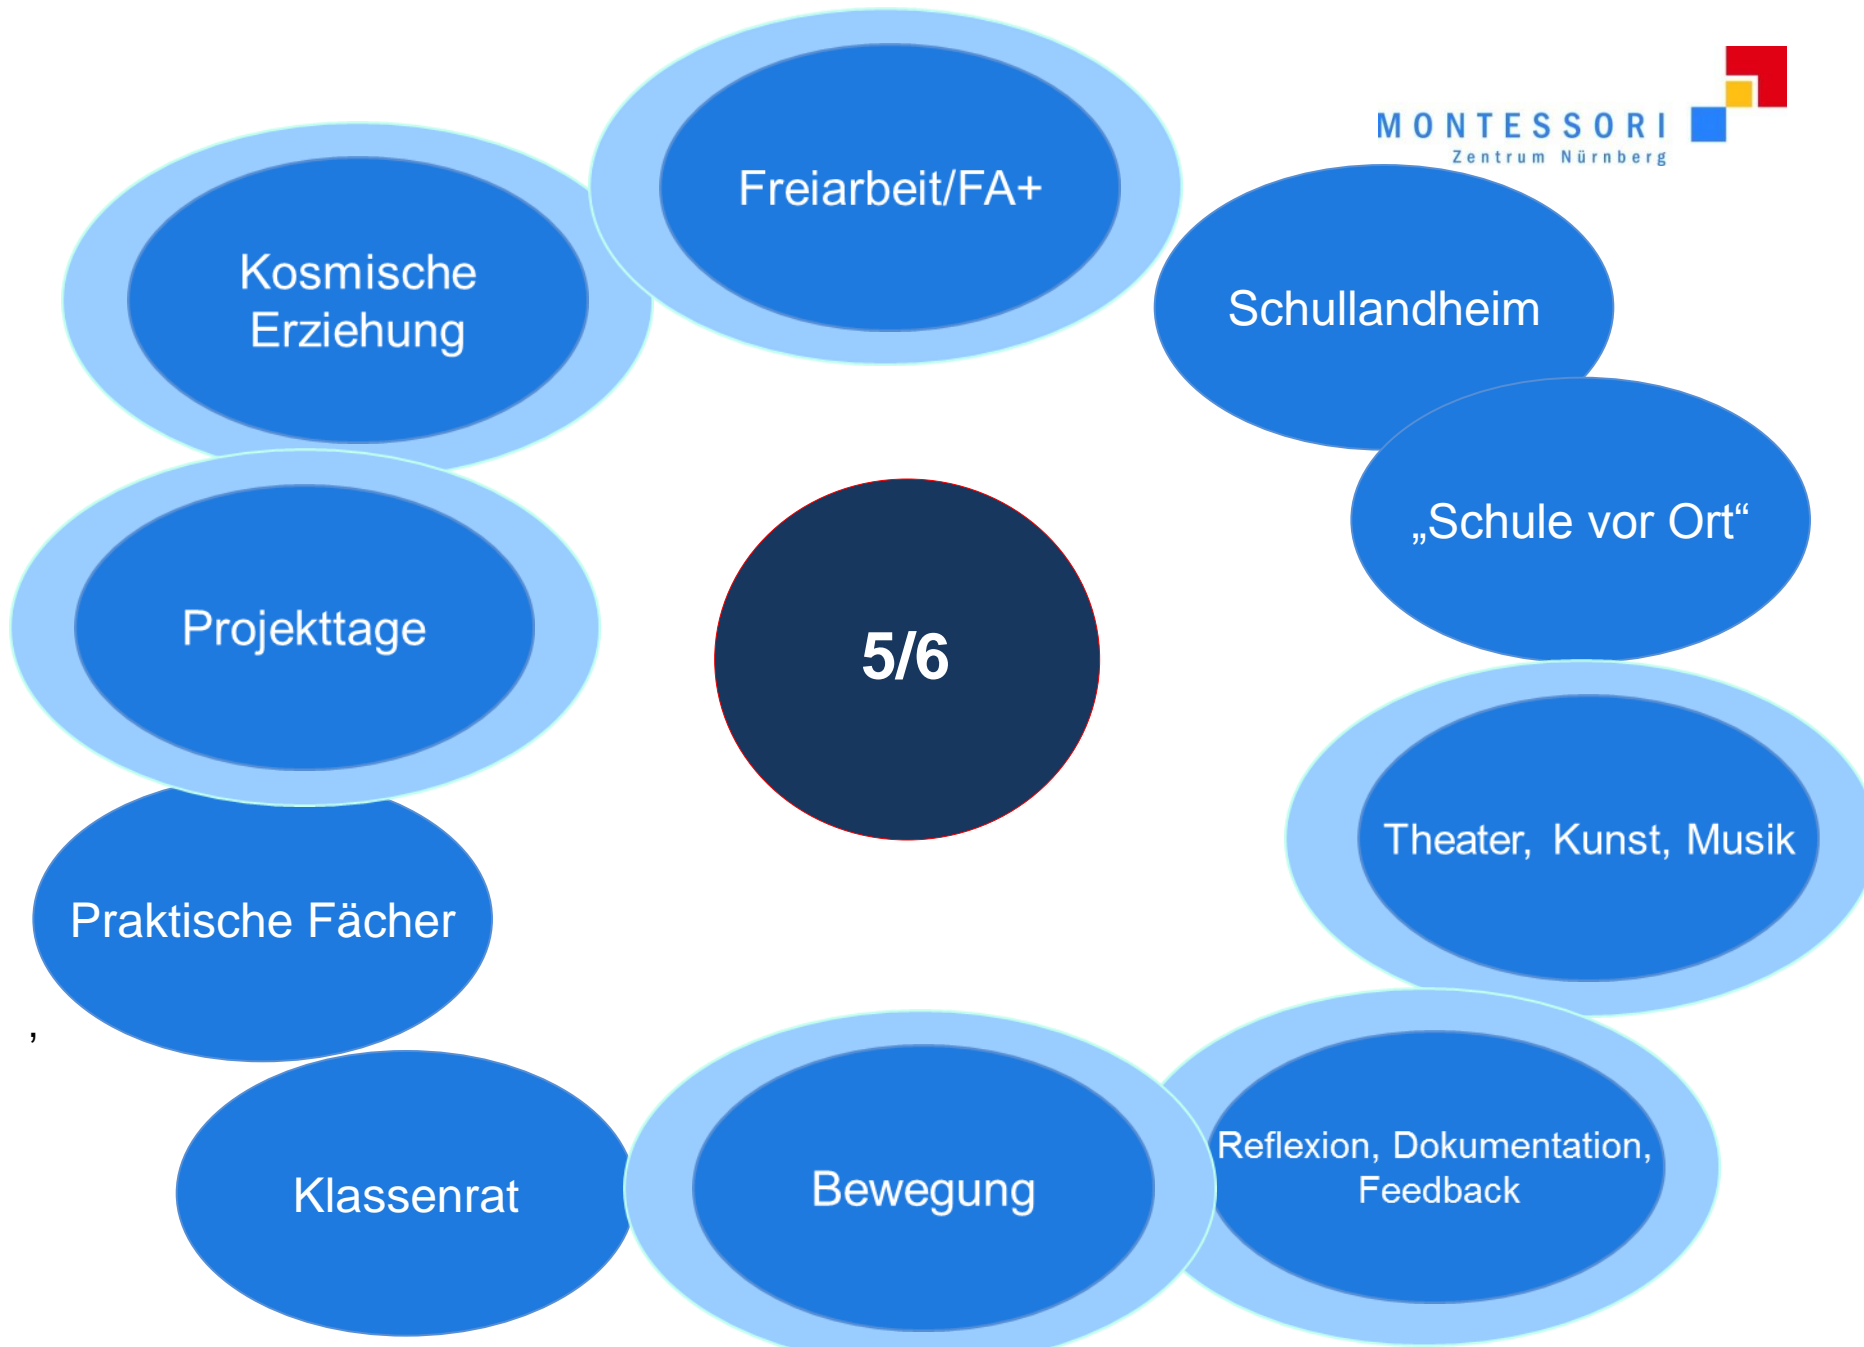 MONTESSORI
Zentrum Nürnberg
Freiarbeit/FA+
Kosmische
Erziehung
Schullandheim
„Schule vor Ort“
Projekttage
5/6
Theater, Kunst, Musik
Praktische Fächer
,
Reflexion, Dokumentation,
Feedback
Bewegung
Klassenrat